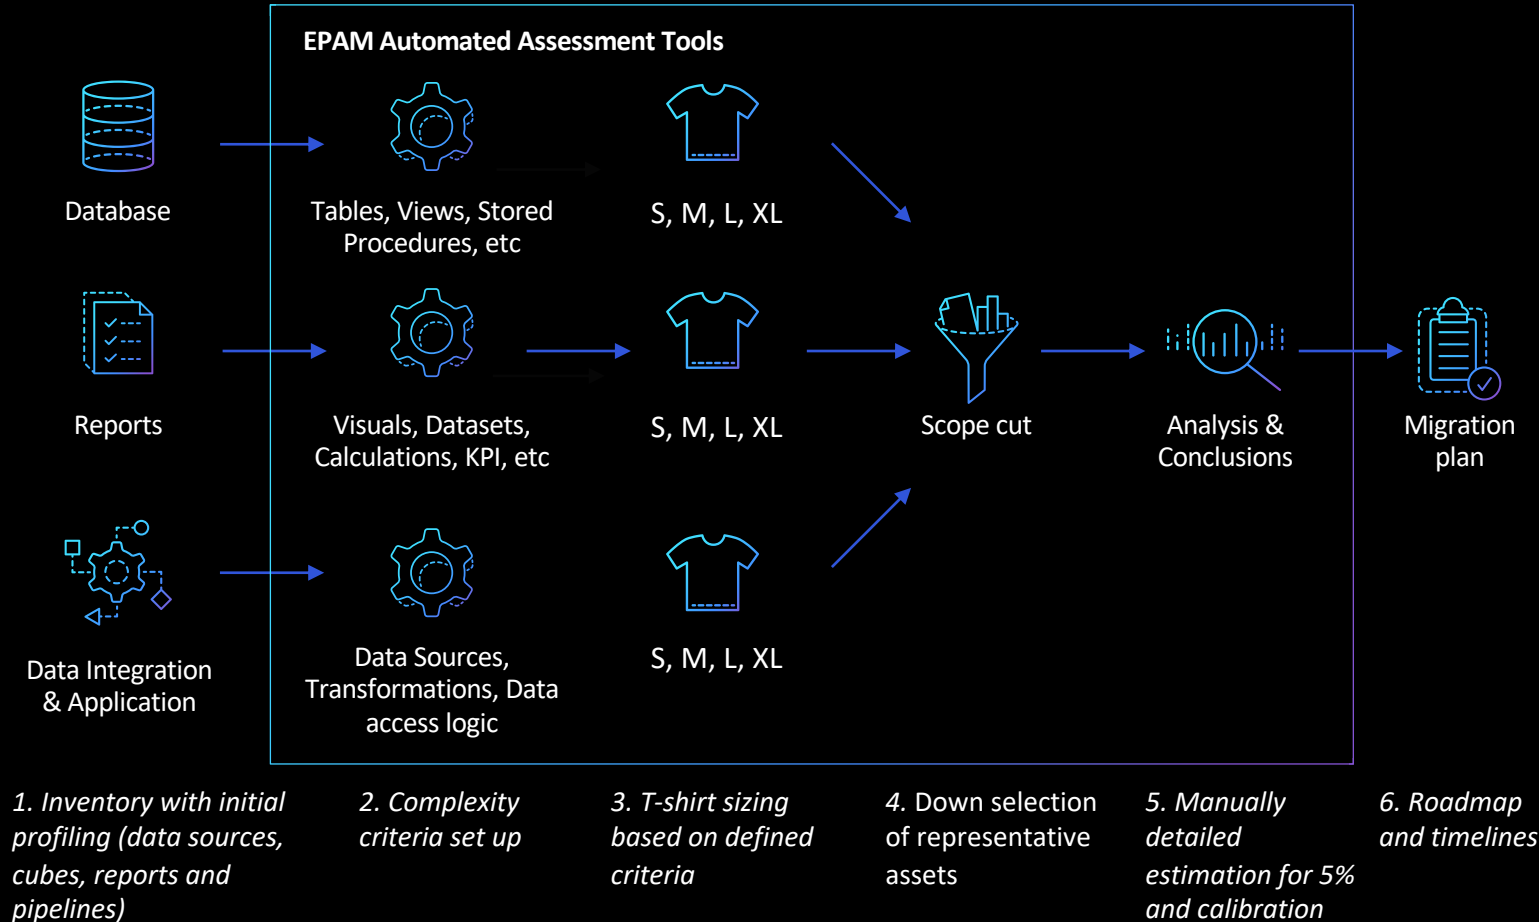 EPAM Automated Assessment Tools
Database
Tables, Views, Stored
Procedures, etc
S, M, L, XL
Reports
Visuals, Datasets,
Calculations, KPI, etc
S, M, L, XL
Scope cut
Analysis &
Conclusions
Migration
plan
Data Integration
& Application
Data Sources,
Transformations, Data
access logic
S, M, L, XL
1. Inventory with initial
profiling (data sources,
cubes, reports and
pipelines)
2. Complexity
criteria set up
3. T-shirt sizing
based on defined
criteria
4. Down selection
of representative
assets
5. Manually
detailed
estimation for 5%
and calibration
6. Roadmap
and timelines